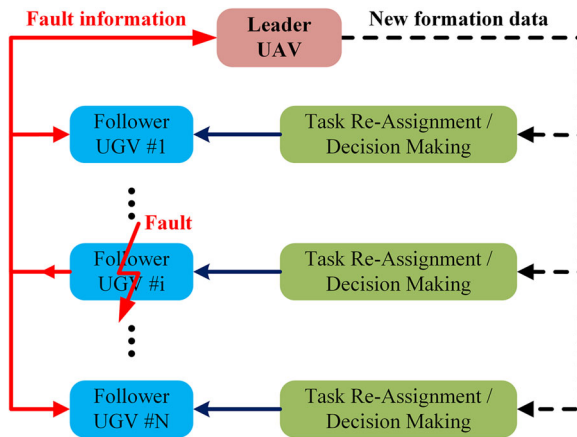 Fault information
Leader
UAV
New formation data
Follower
UGV #1
Task Re-Assignment /
Decision Making
Fault
Follower
UGV #i
Task Re-Assignment /
Decision Making
Follower
UGV #N
Task Re-Assignment /
Decision Making